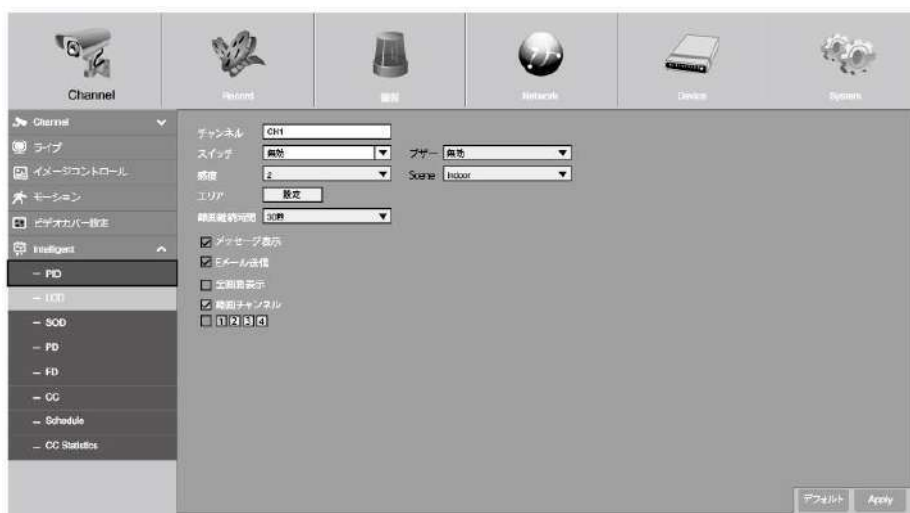 Channel
Record
Network
Device
System
Channel
ライブ
イメージコントロール
モーション
ビデオカバー設定
Intelligent
— PID
— LCD
— SOD
— PD
— FD
— CC
— Schedule
— CC Statistics
チャンネル CH1
スイッチ 無効 ブザー 無効
感度 2 Scene Indoor
エリア 設定
録画継続時間 30秒
メッセージ表示
Eメール送信
全画面表示
録画チャンネル
1 2 3 4
デフォルト Apply